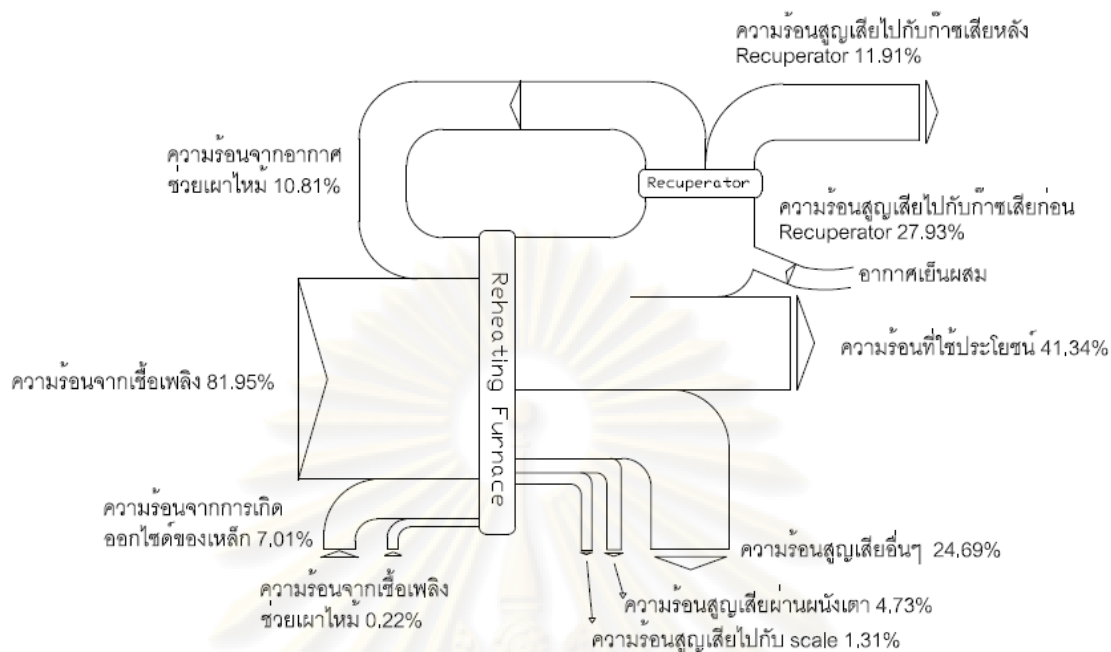 ความร้อนสูญเสียไปกับก๊าซเสียหลัง
Recuperator 11.91%
ความร้อนจากอากาศ
ช่วยเผาไหม้ 10.81%
Recuperator
ความร้อนสูญเสียไปกับก๊าซเสียก่อน
Recuperator 27.93%
อากาศเย็นผสม
Reheating Furnace
ความร้อนที่ใช้ประโยชน์ 41,34%
ความร้อนจากเชื้อเพลิง 81.95%
ความร้อนจากการเกิด
ออกไซด์ของเหล็ก 7,01%
ความร้อนสูญเสียอื่นๆ 24.69%
ความร้อนจากเชื้อเพลิง
ช่วยเผาไหม้ 0,22%
ความร้อนสูญเสียผ่านผนังเตา 4,73%
ความร้อนสูญเสียไปกับ scale 1,31%